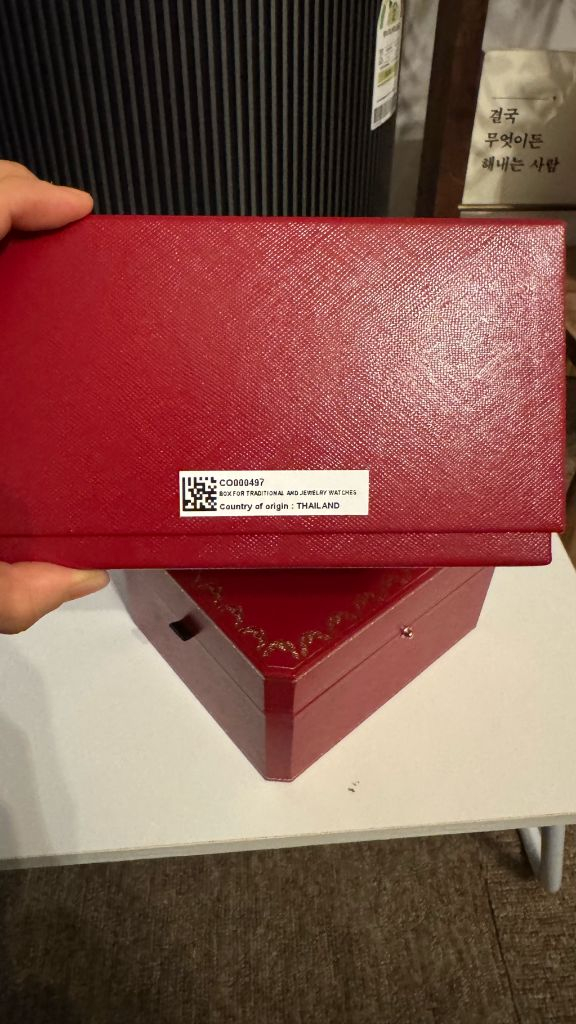 결국
무엇이든
해내는 사람
CO000497
BOX FOR TRADITIONAL AND JEWELRY WATCHES
Country of origin : THAILAND